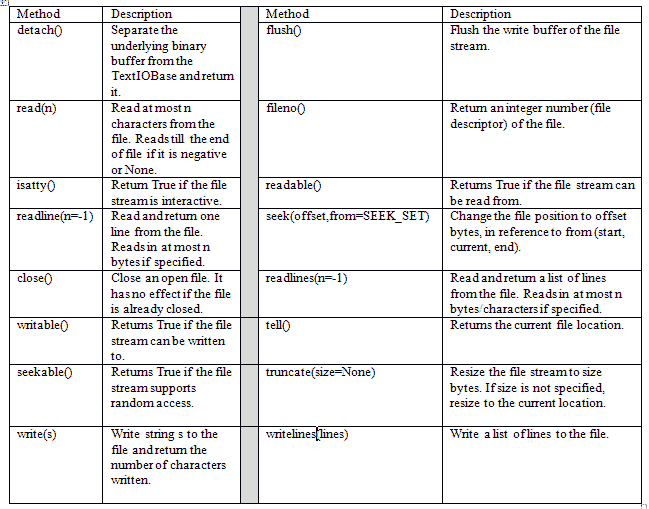 Method
Description
Method
Description
detach()
Separate the
underlying binary
buffer from the
TextIOBase and return
it.
flush()
Flush the write buffer of the file
stream.
read(n)
Read at most n
characters from the
file. Reads till the end
of file if it is negative
or None.
fileno()
Return an integer number (file
descriptor) of the file.
isatty()
Return True if the file
stream is interactive.
readable()
Returns True if the file stream can
be read from.
readline(n=-1)
Read and return one
line from the file.
Reads in at most n
bytes if specified.
seek(offset,from=SEEK_SET)
Change the file position to offset
bytes, in reference to from (start,
current, end).
close()
Close an open file. It
has no effect if the file
is already closed.
readlines(n=-1)
Read and return a list of lines
from the file. Reads in at most n
bytes/characters if specified.
writable()
Returns True if the file
stream can be written
to.
tell()
Returns the current file location.
seekable()
Returns True if the file
stream supports
random access.
truncate(size=None)
Resize the file stream to size
bytes. If size is not specified,
resize to the current location.
write(s)
Write string s to the
file and return the
number of characters
written.
writelines(lines)
Write a list of lines to the file.